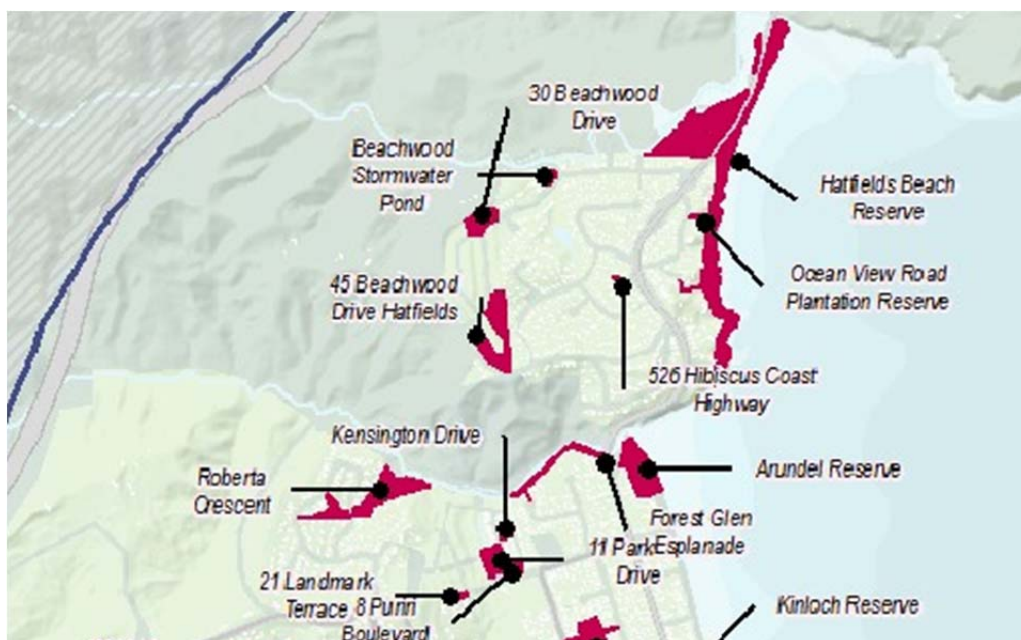 30 Beachwood
Drive
Beachwood
Stormwater
Pond
Hatfields Beach
Reserve
45 Beachwood
Drive Hatfields
Ocean View Road
Plantation Reserve
526 Hibiscus Coast
Highway
Kensington Drive
Roberta
Crescent
Arundel Reserve
Forest Glen
Esplanade
11 Park
Drive
21 Landmark
Terrace
8 Puriri
Boulevard
Kinloch Reserve